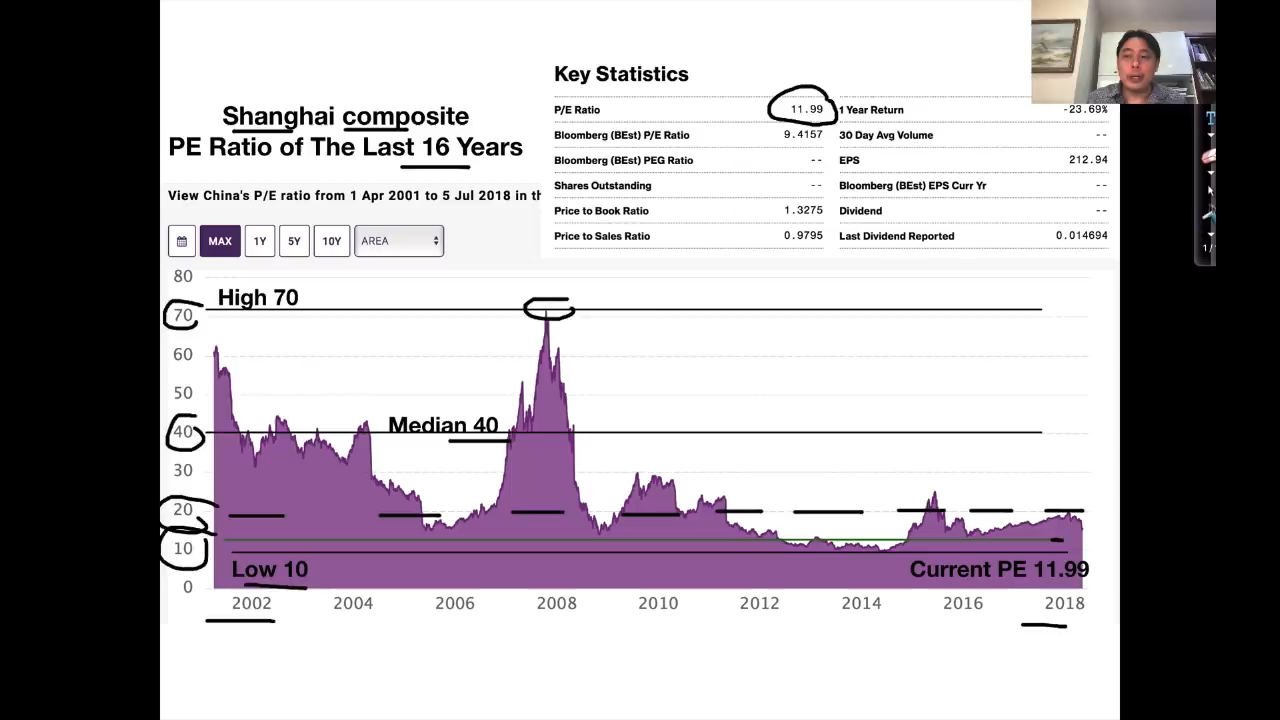 Shanghai composite
PE Ratio of The Last 16 Years
Key Statistics
P/E Ratio 11.99 1 Year Return -23.69%
Bloomberg (BEst) P/E Ratio 9.4157 30 Day Avg Volume --
Bloomberg (BEst) PEG Ratio -- EPS 212.94
Shares Outstanding -- Bloomberg (BEst) EPS Curr Yr --
Price to Book Ratio 1.3275 Dividend --
Price to Sales Ratio 0.9795 Last Dividend Reported 0.014694
View China's P/E ratio from 1 Apr 2001 to 5 Jul 2018 in th
MAX 1Y 5Y 10Y AREA
80
High 70
70
60
50
Median 40
40
30
20
10
Low 10 Current PE 11.99
0
2002 2004 2006 2008 2010 2012 2014 2016 2018